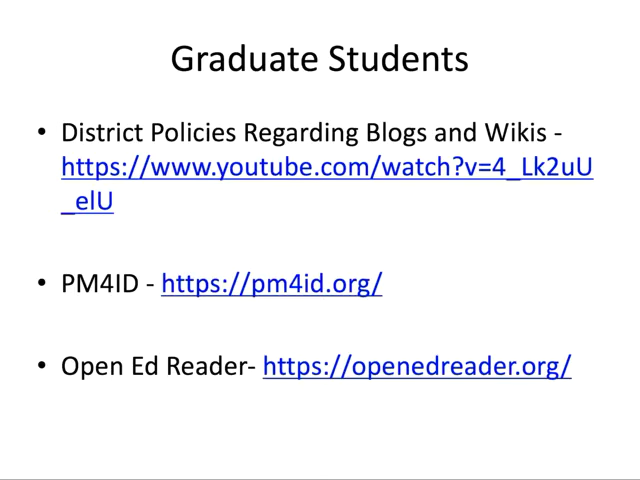 Graduate Students
• District Policies Regarding Blogs and Wikis -
https://www.youtube.com/watch?v=4_Lk2uU
_elU
• PM4ID - https://pm4id.org/
• Open Ed Reader- https://openedreader.org/